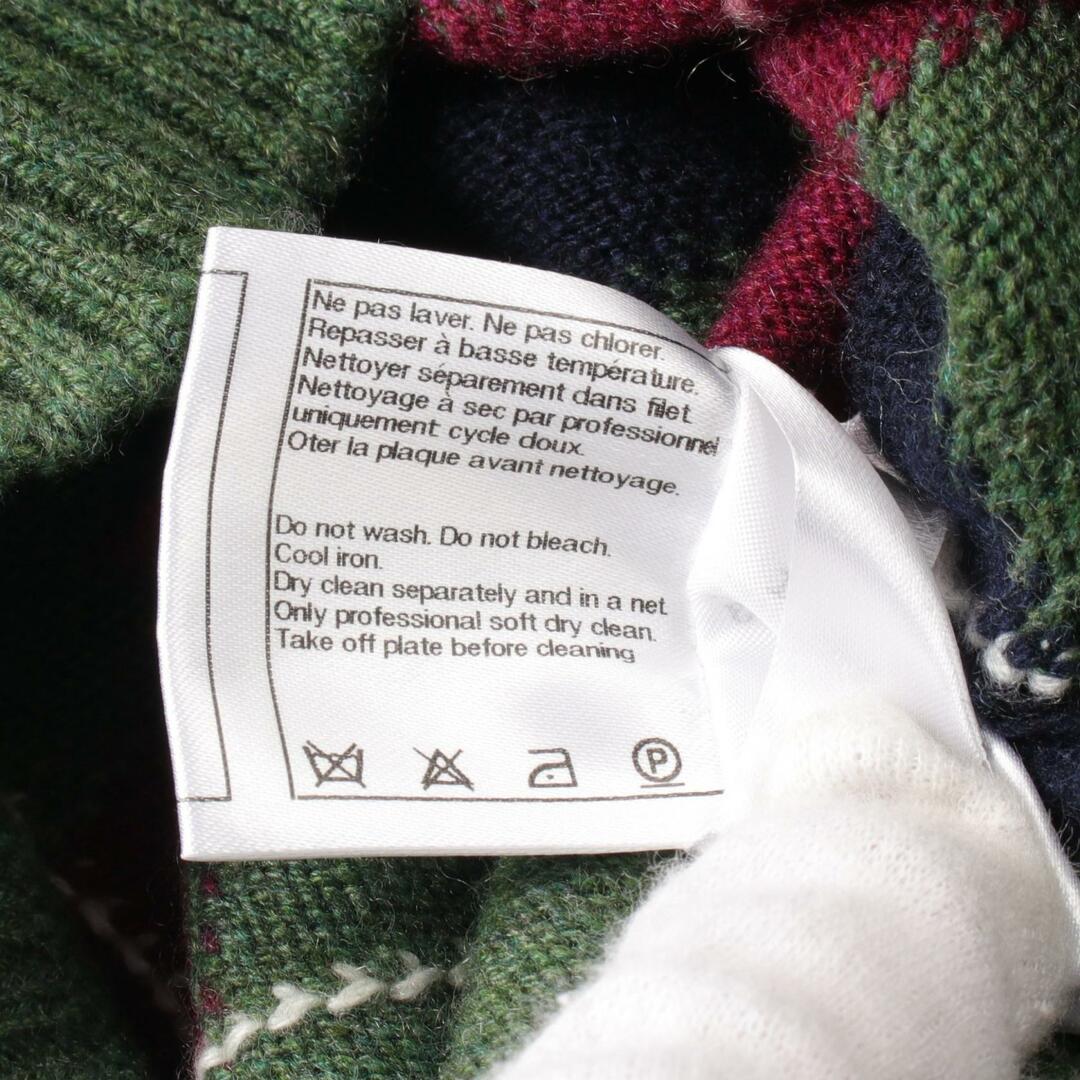 Ne pas laver. Ne pas chlorer.
Repasser à basse température.
Nettoyer séparement dans filet
Nettoyage à sec par professionnel
uniquement cycle doux.
Oter la plaque avant nettoyage.
Do not wash. Do not bleach.
Cool iron.
Dry clean separately and in a net
Only professional soft dry clean.
Take off plate before cleaning
P